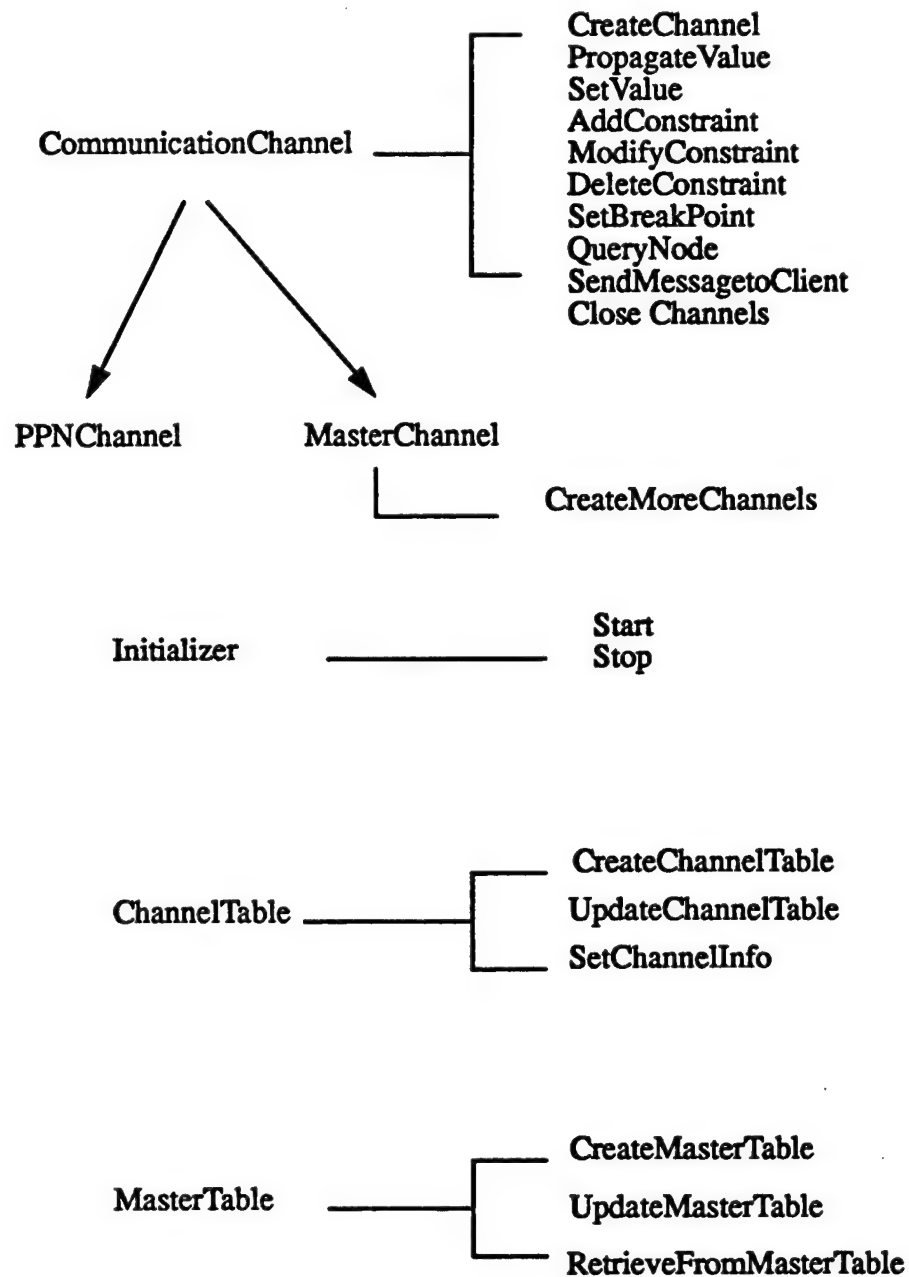 CreateChannel
PropagateValue
SetValue
AddConstraint
CommunicationChannel
ModifyConstraint
DeleteConstraint
SetBreakPoint
QueryNode
SendMessagetoClient
Close Channels
PPNChannel
MasterChannel
CreateMoreChannels
Initializer
Start
Stop
ChannelTable
CreateChannelTable
UpdateChannelTable
SetChannelInfo
MasterTable
CreateMasterTable
UpdateMasterTable
RetrieveFromMasterTable